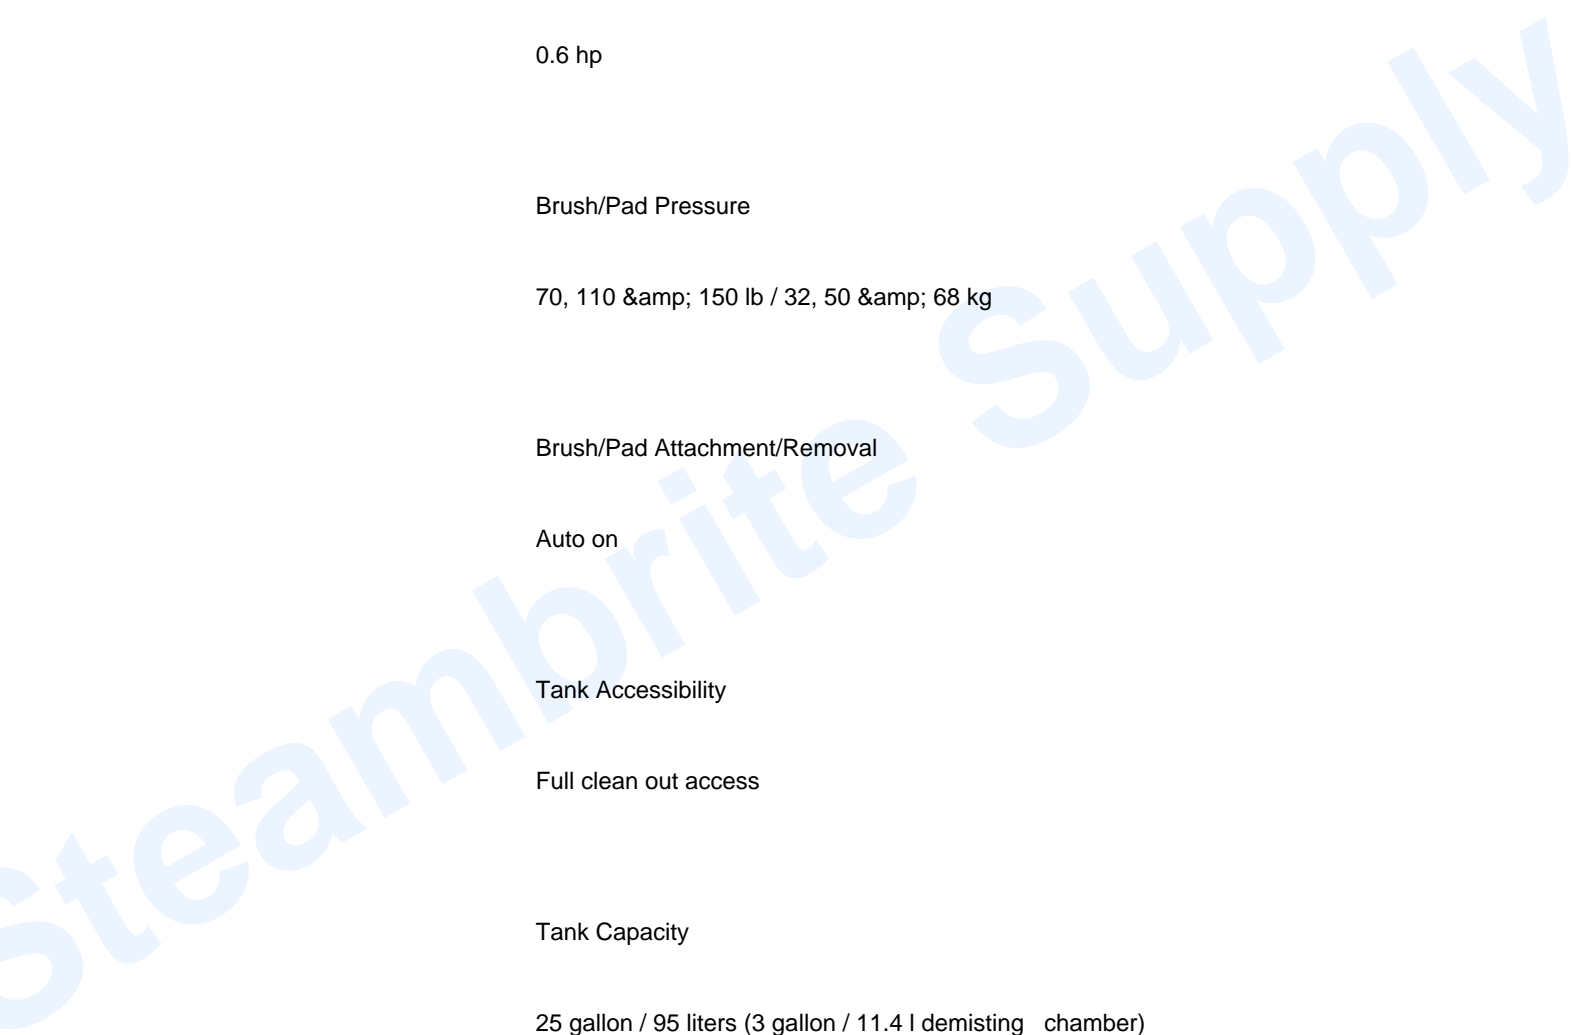 0.6 hp
Brush/Pad Pressure
70, 110 &amp; 150 lb / 32, 50 &amp; 68 kg
Brush/Pad Attachment/Removal
Auto on
Tank Accessibility
Full clean out access
Tank Capacity
25 gallon / 95 liters (3 gallon / 11.4 l demisting chamber)
Steambrite Supply